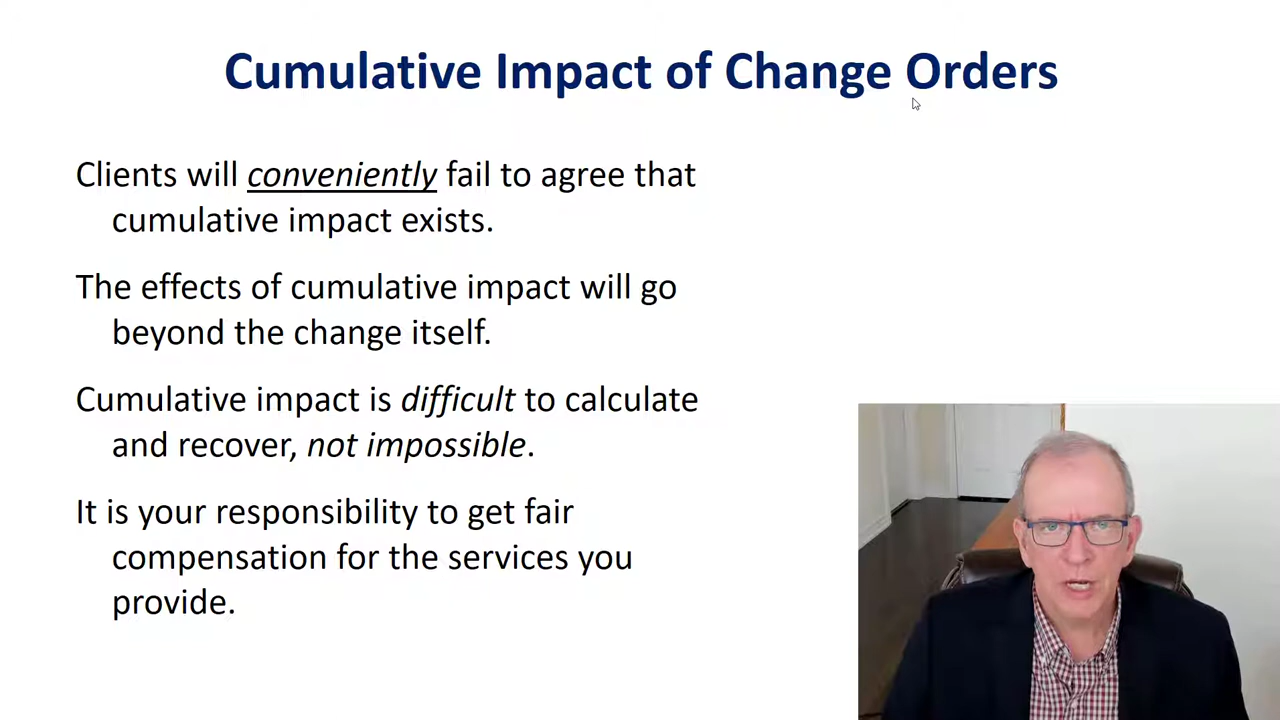 Cumulative Impact of Change Orders
Clients will conveniently fail to agree that
cumulative impact exists.
The effects of cumulative impact will go
beyond the change itself.
Cumulative impact is difficult to calculate
and recover, not impossible.
It is your responsibility to get fair
compensation for the services you
provide.